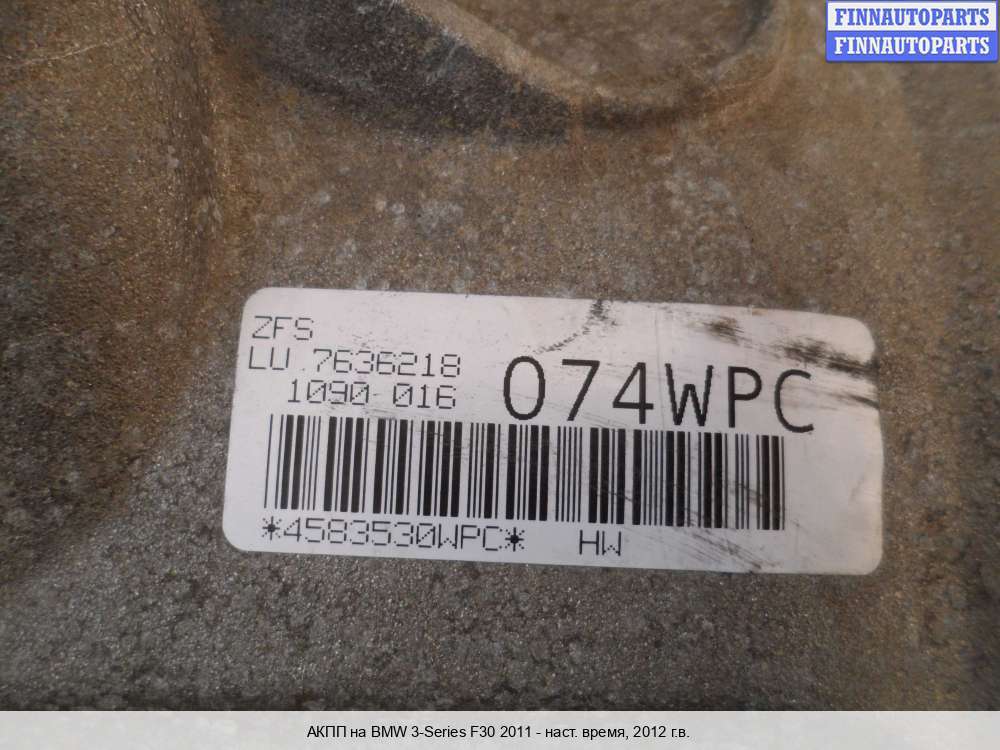 FINNAUTOPARTS
FINNAUTOPARTS
ZFS
LU 7636218
1090 016
074WPC
*4583530WPC* HW
АКПП на BMW 3-Series F30 2011 - наст. время, 2012 г.в.